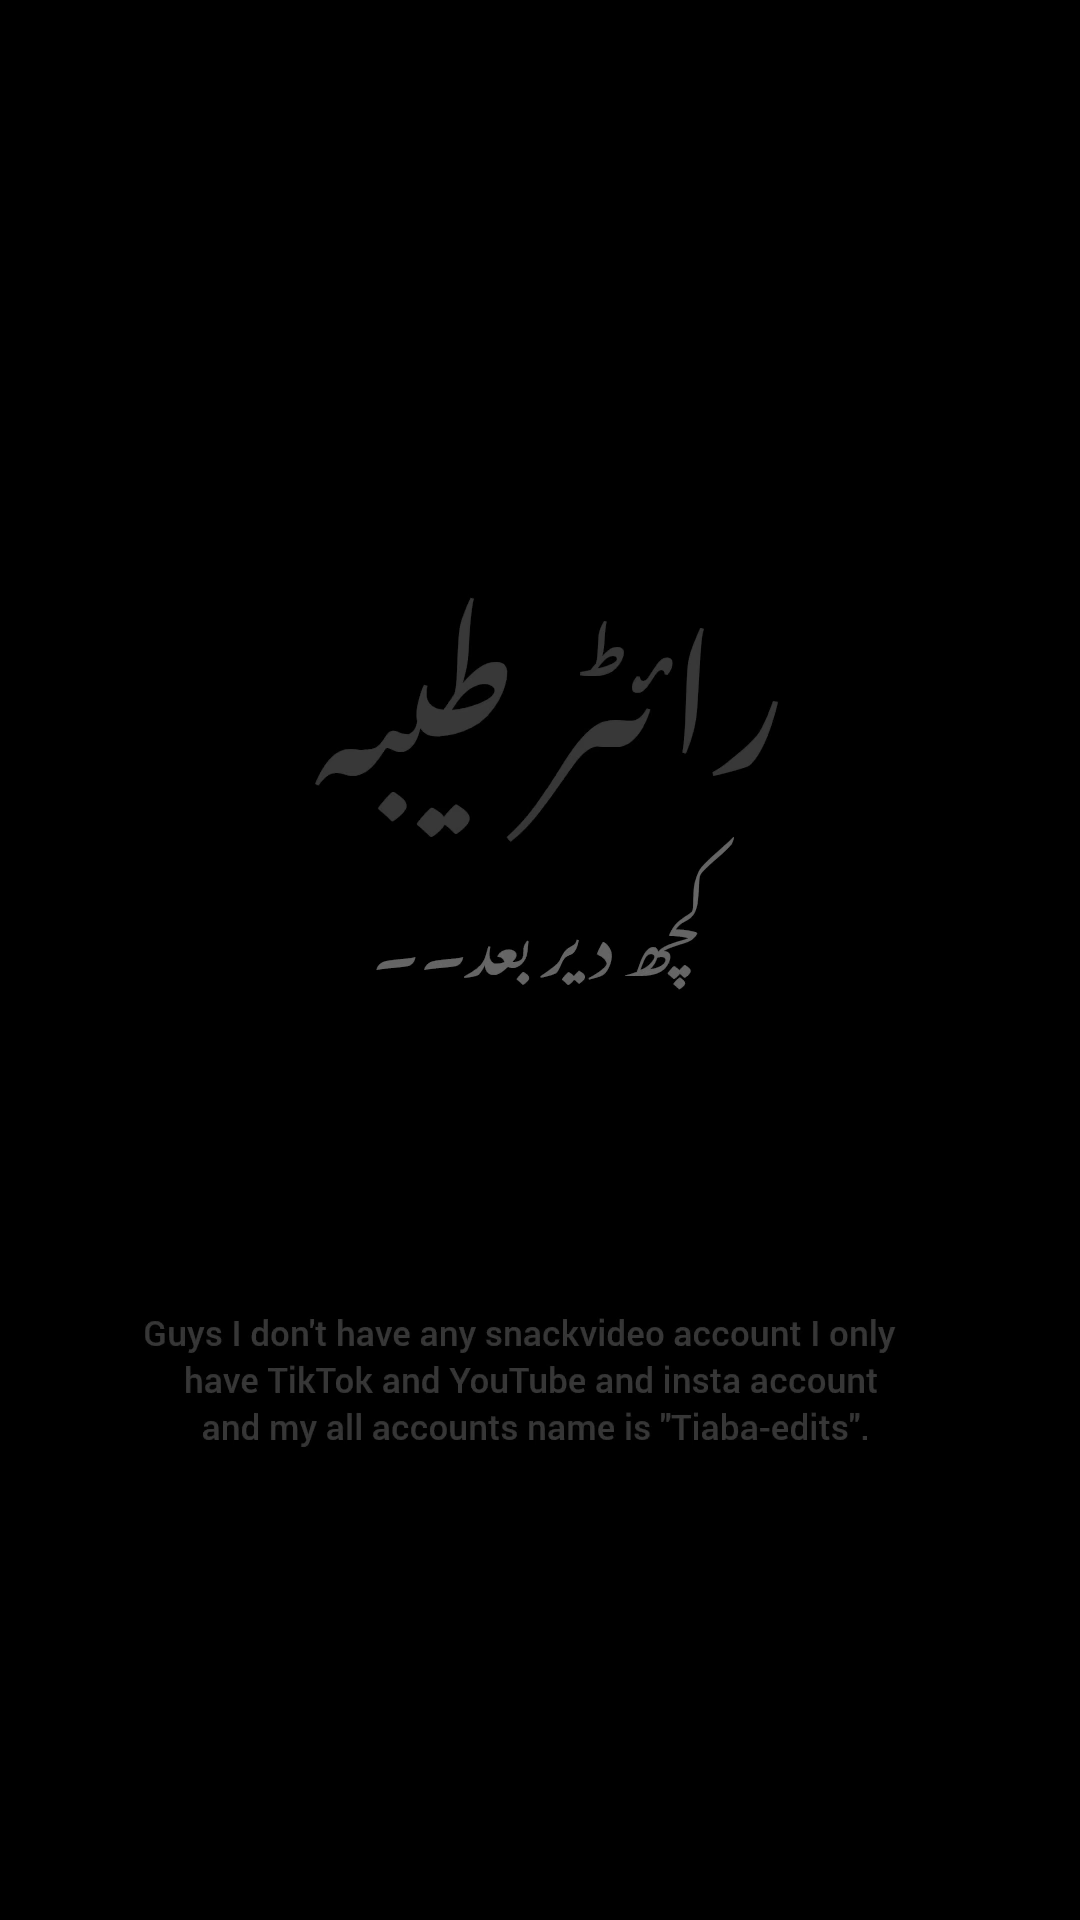 رائٹر طیبہ
کچھ دیر بعد۔۔
Guys I don't have any snackvideo account I only
have TikTok and YouTube and insta account
and my all accounts name is "Tiaba-edits".